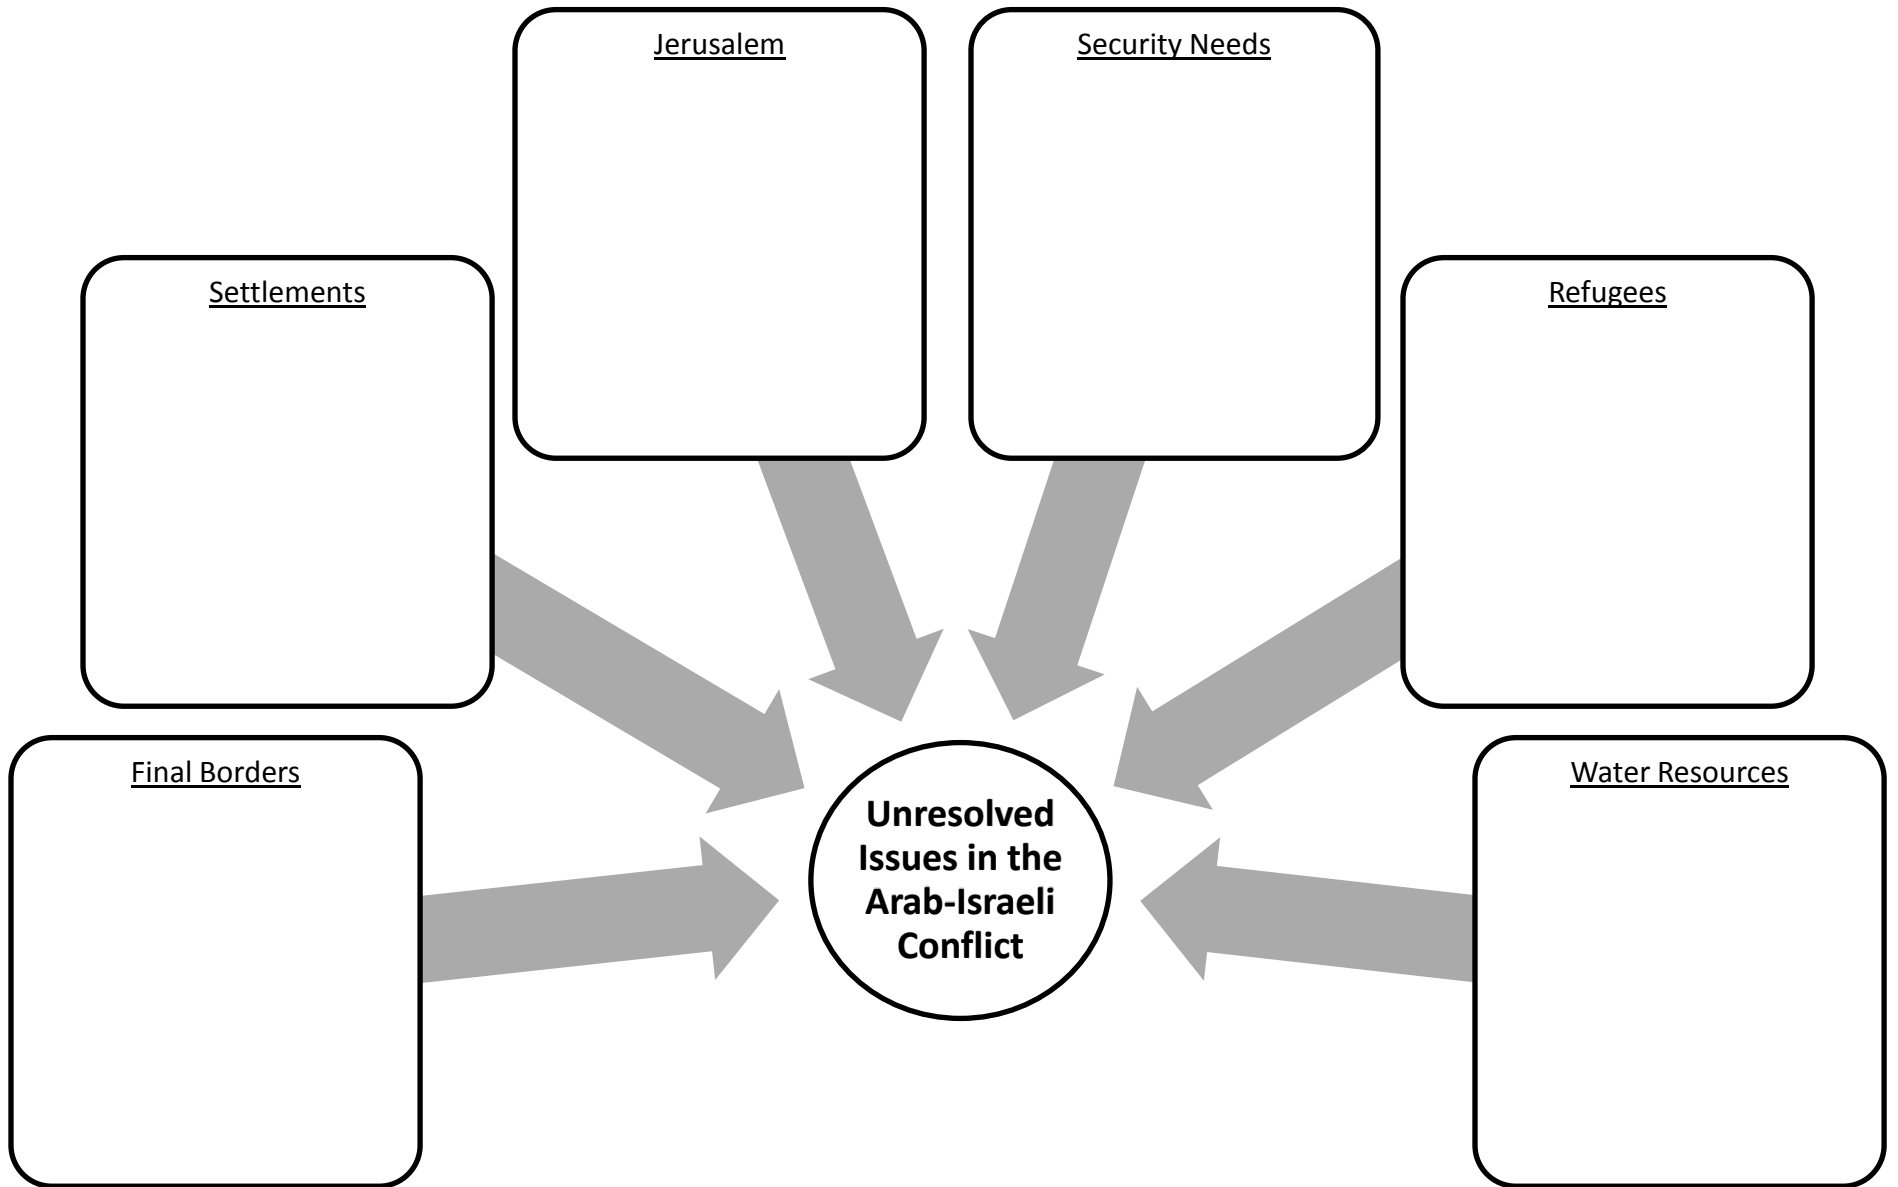 Jerusalem
Security Needs
Settlements
Refugees
Final Borders
Water Resources
Unresolved
Issues in the
Arab-Israeli
Conflict